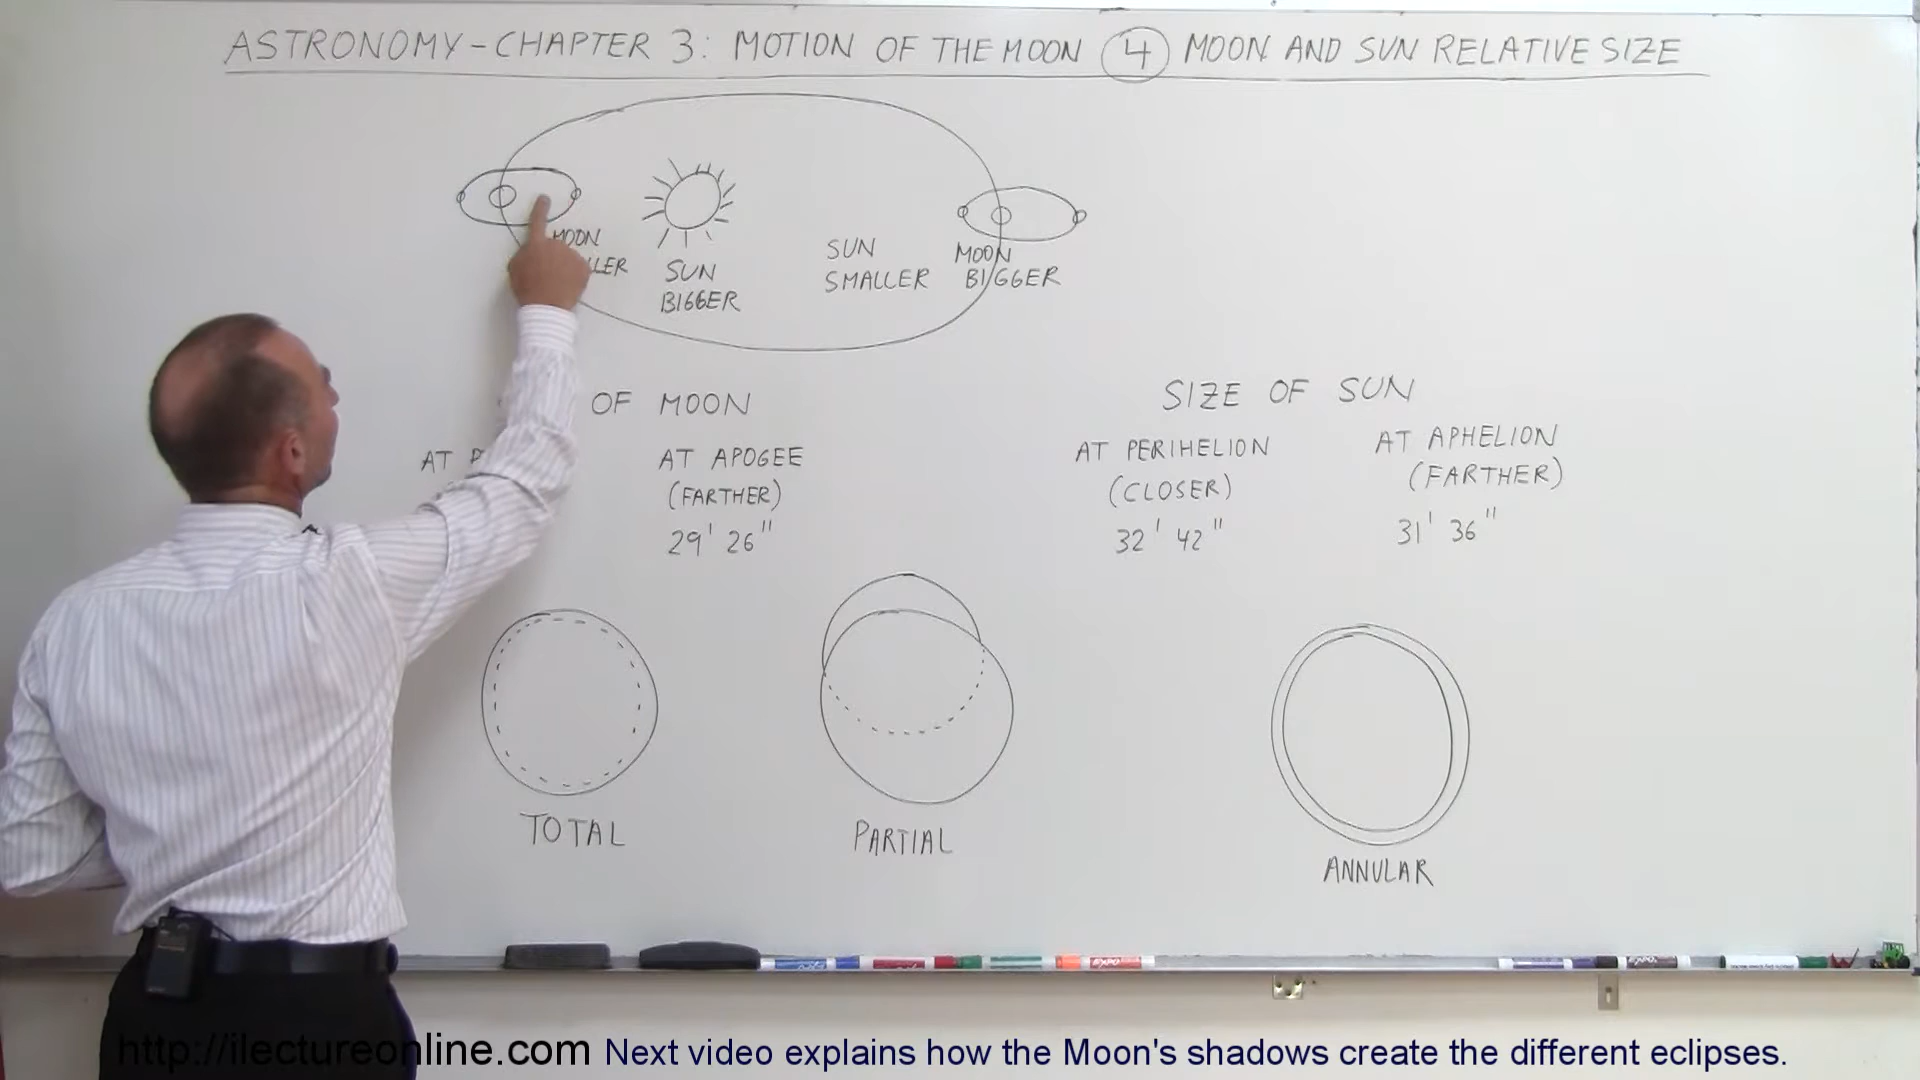 ASTRONOMY - CHAPTER 3: MOTION OF THE MOON 4 MOON AND SUN RELATIVE SIZE
MOON
SUN
BIGGER
SUN
SMALLER
MOON
BIGGER
OF MOON
AT
AT APOGEE
(FARTHER)
29' 26"
SIZE OF SUN
AT PERIHELION
(CLOSER)
32' 42"
AT APHELION
(FARTHER)
31' 36"
TOTAL
PARTIAL
ANNULAR
EXPO
http://ilectureonline.com Next video explains how the Moon's shadows create the different eclipses.